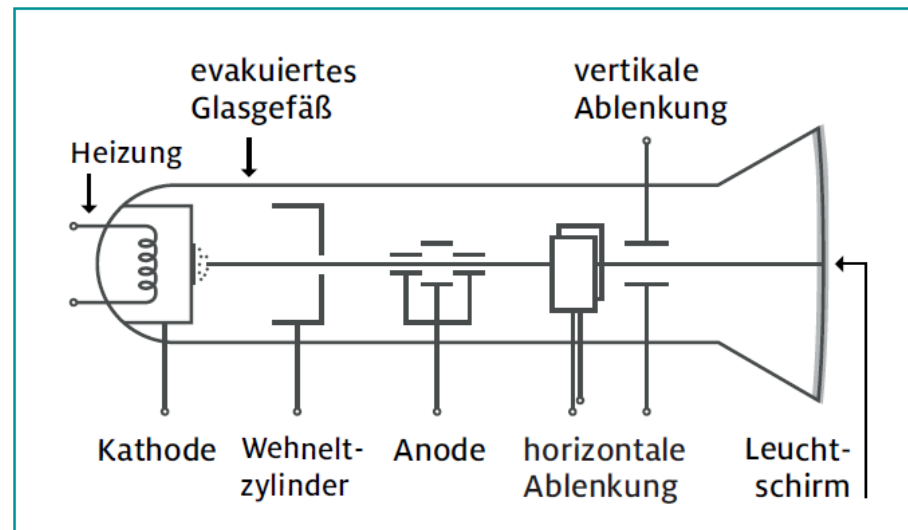 evakuiertes
Glasgefäß
vertikale
Ablenkung
Heizung
Kathode
Wehnelt-
zylinder
Anode
horizontale
Ablenkung
Leucht-
schirm